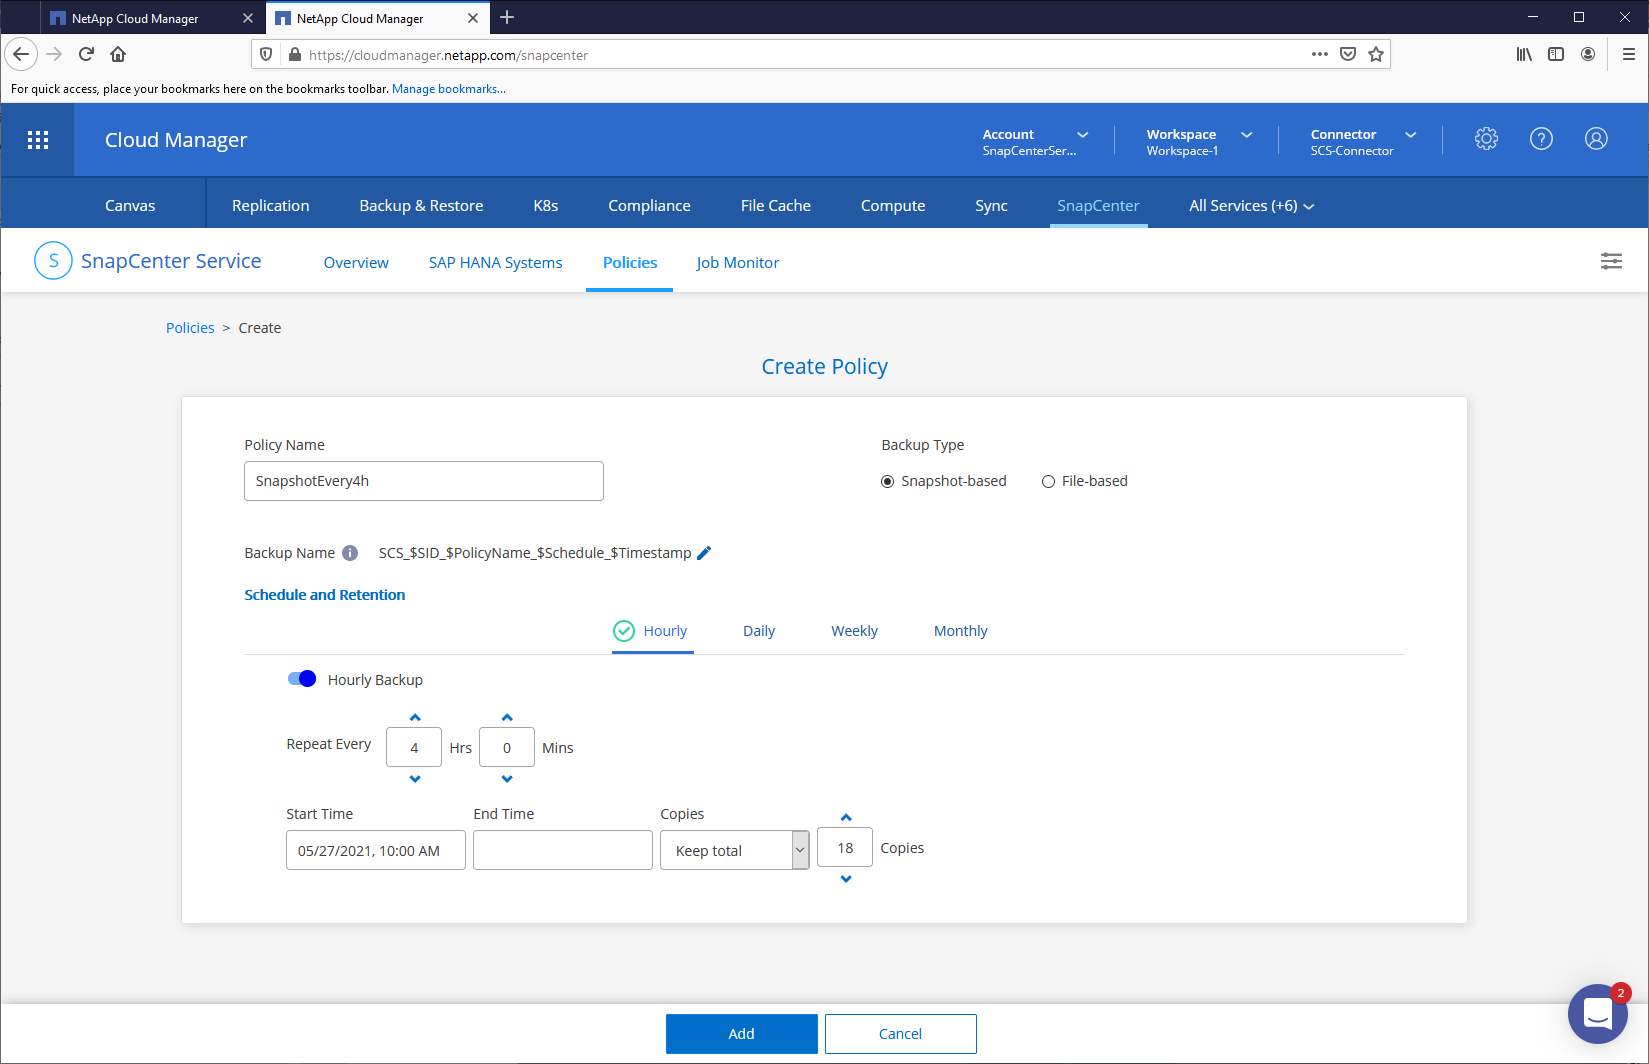 NetApp Cloud Manager
NetApp Cloud Manager
https://cloudmanager.netapp.com/snapcenter
For quick access, place your bookmarks here on the bookmarks toolbar. Manage bookmarks...
Cloud Manager
Account
SnapCenterSer...
Workspace
Workspace-1
Connector
SCS-Connector
Canvas Replication Backup & Restore K8s Compliance File Cache Compute Sync SnapCenter All Services (+6)
S SnapCenter Service Overview SAP HANA Systems Policies Job Monitor
Policies > Create
Create Policy
Policy Name
SnapshotEvery4h
Backup Type
Snapshot-based File-based
Backup Name i SCS_$SID_$PolicyName_$Schedule_$Timestamp
Schedule and Retention
Hourly Daily Weekly Monthly
Hourly Backup
Repeat Every 4 Hrs 0 Mins
Start Time End Time Copies
05/27/2021, 10:00 AM Keep total 18 Copies
2
Add Cancel